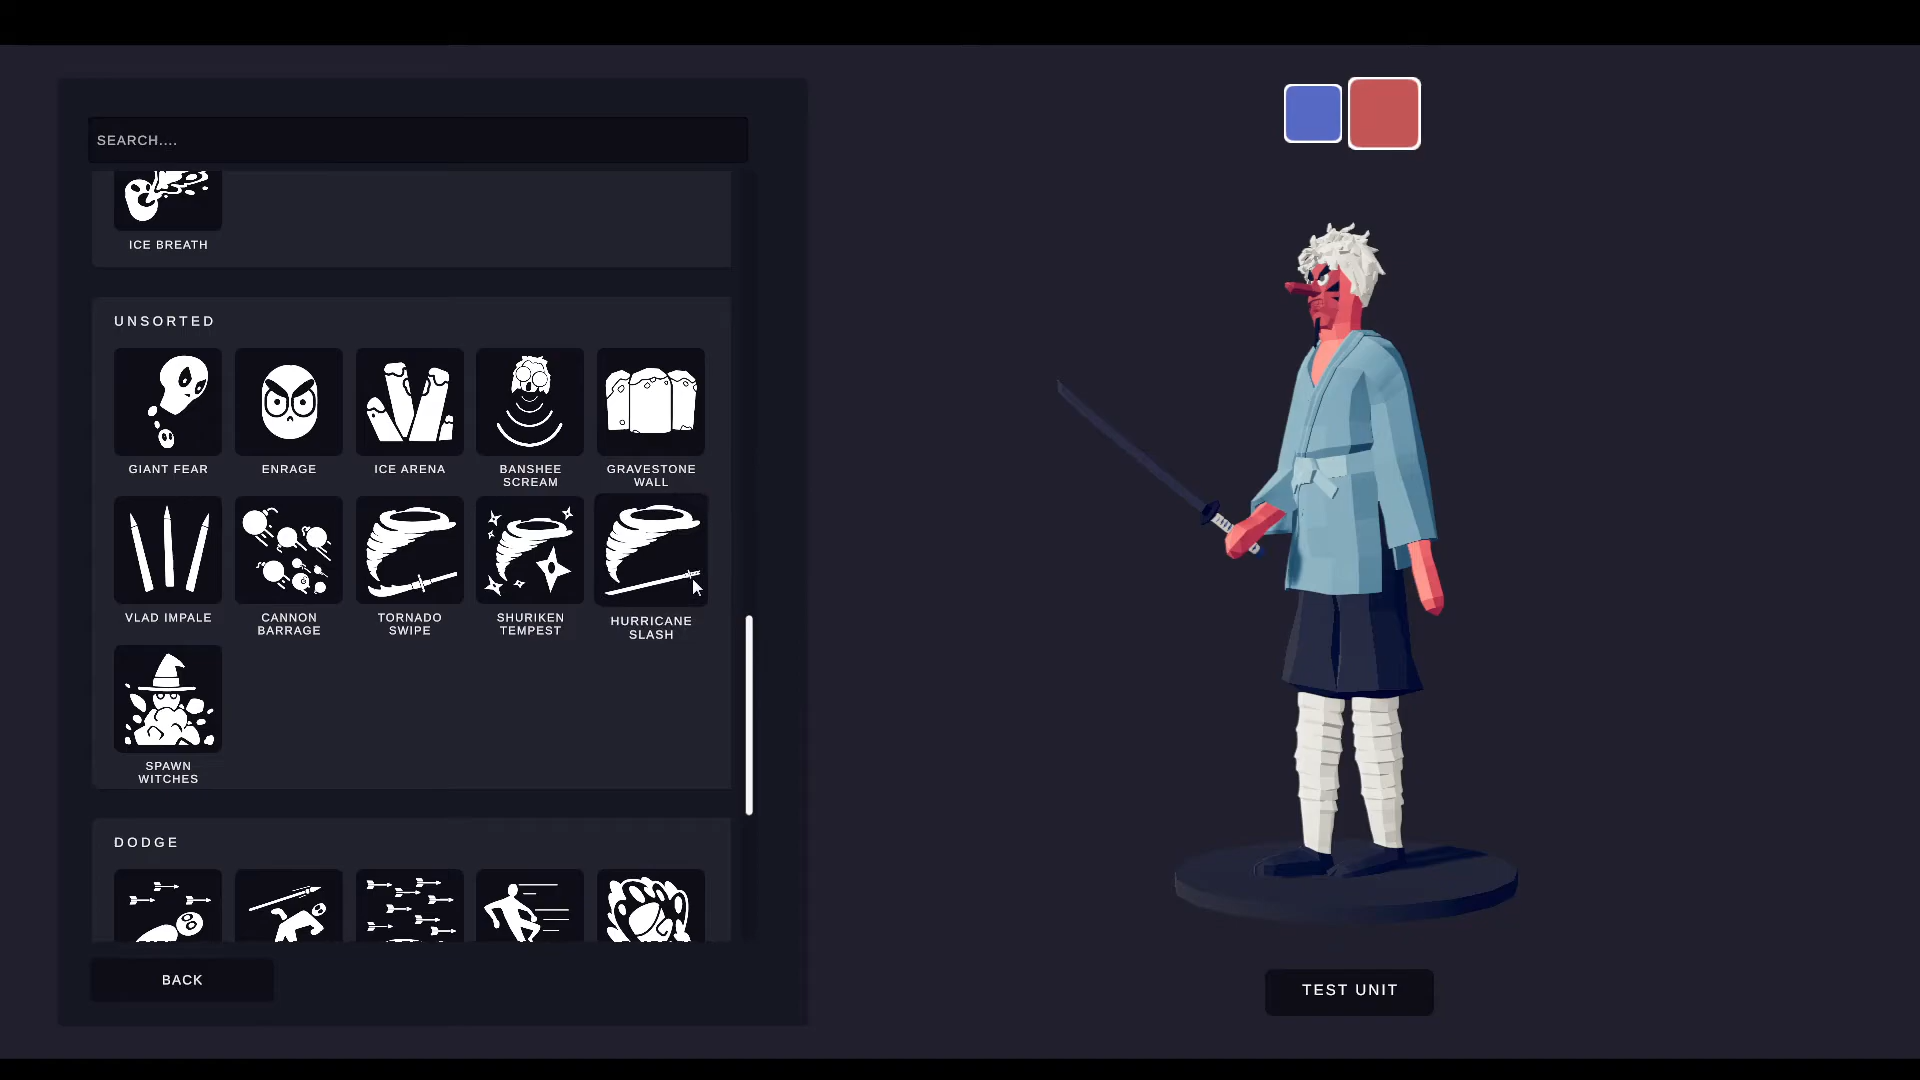 SEARCH....
ICE BREATH
UNSORTED
GIANT FEAR
ENRAGE
ICE ARENA
BANSHEE
SCREAM
GRAVESTONE
WALL
VLAD IMPALE
CANNON
BARRAGE
TORNADO
SWIPE
SHURIKEN
TEMPEST
HURRICANE
SLASH
SPAWN
WITCHES
DODGE
BACK
TEST UNIT